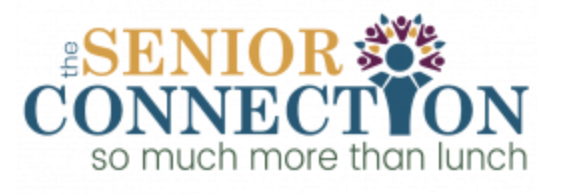 the SENIOR
CONNECTION
so much more than lunch